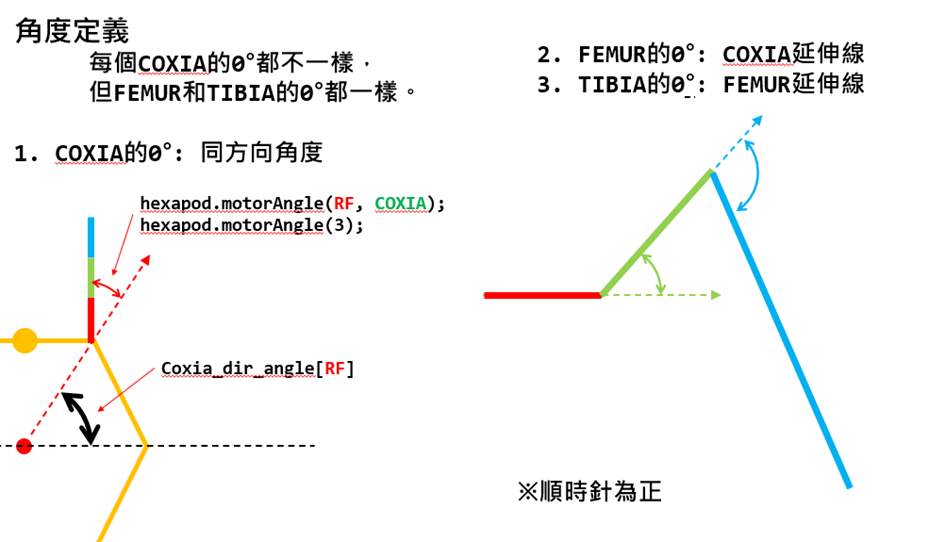 角度定義
每個COXIA的0°都不一樣，
但FEMUR和TIBIA的0°都一樣。
1. COXIA的0°: 同方向角度
hexapod.motorAngle(RF, COXIA);
hexapod.motorAngle(3);
Coxia_dir_angle[RF]
2. FEMUR的0°: COXIA延伸線
3. TIBIA的0°: FEMUR延伸線
※順時針為正